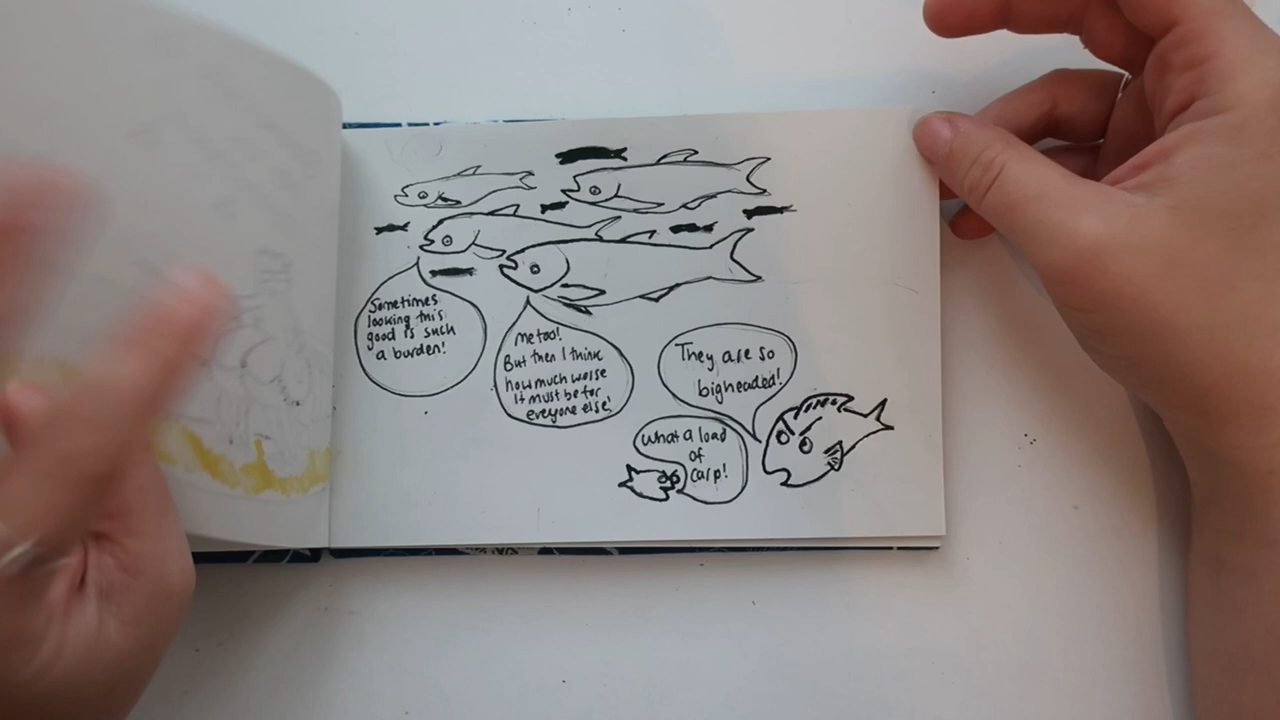 Sometimes
looking this
good is such
a burden!
me too!
But then I think
how much worse
it must be for
everyone else!
They are so
bigheaded!
What a load
of
carp!